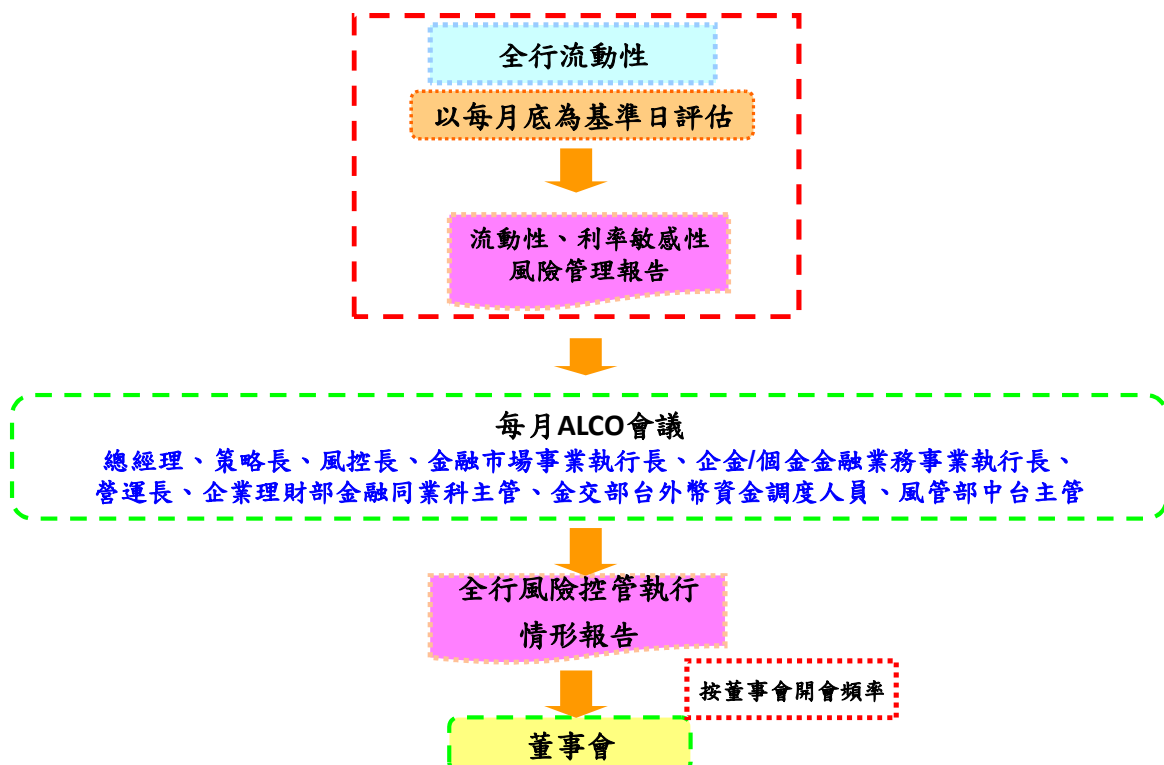 全行流動性
以每月底為基準日評估
流動性、利率敏感性
風險管理報告
每月ALCO會議
總經理、策略長、風控長、金融市場事業執行長、企金/個金金融業務事業執行長、
營運長、企業理財部金融同業科主管、金交部台外幣資金調度人員、風管部中台主管
全行風險控管執行
情形報告
按董事會開會頻率
董事會